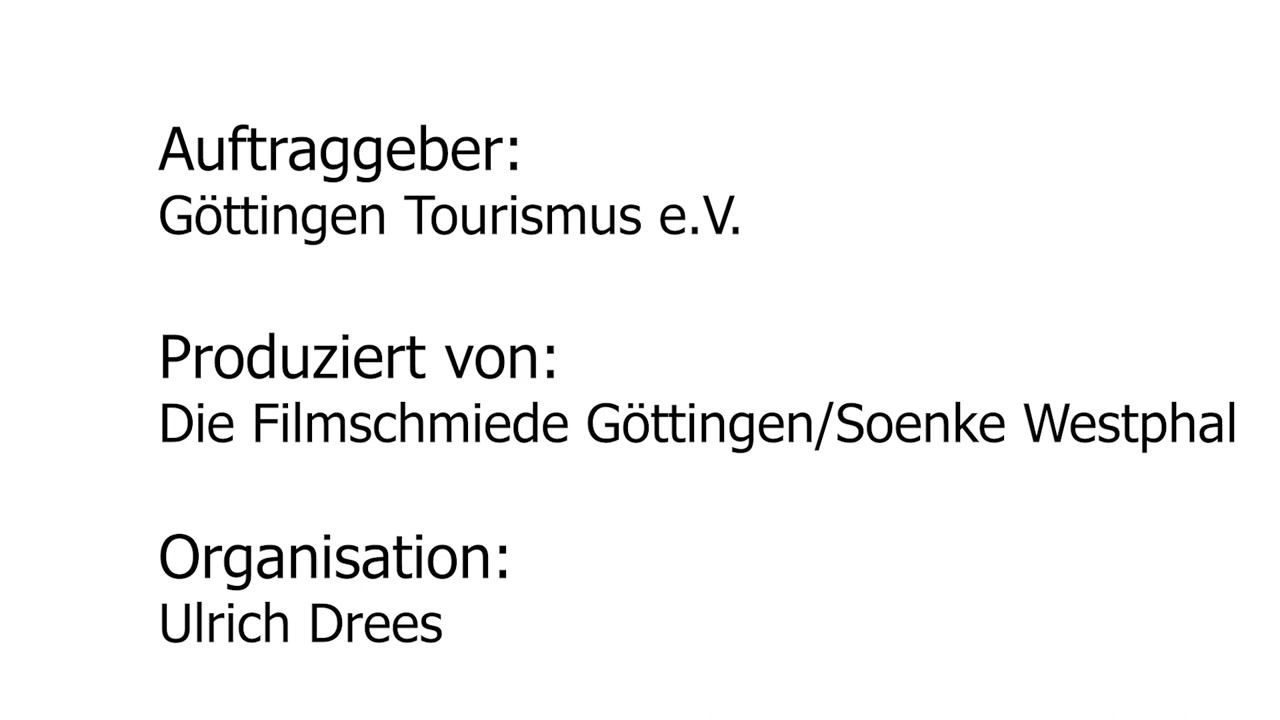 Auftraggeber:
Göttingen Tourismus e.V.
Produziert von:
Die Filmschmiede Göttingen/Soenke Westphal
Organisation:
Ulrich Drees